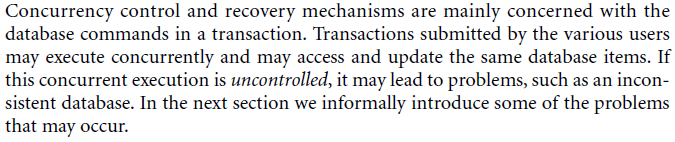 Concurrency control and recovery mechanisms are mainly concerned with the
database commands in a transaction. Transactions submitted by the various users
may execute concurrently and may access and update the same database items. If
this concurrent execution is uncontrolled, it may lead to problems, such as an incon-
sistent database. In the next section we informally introduce some of the problems
that may occur.